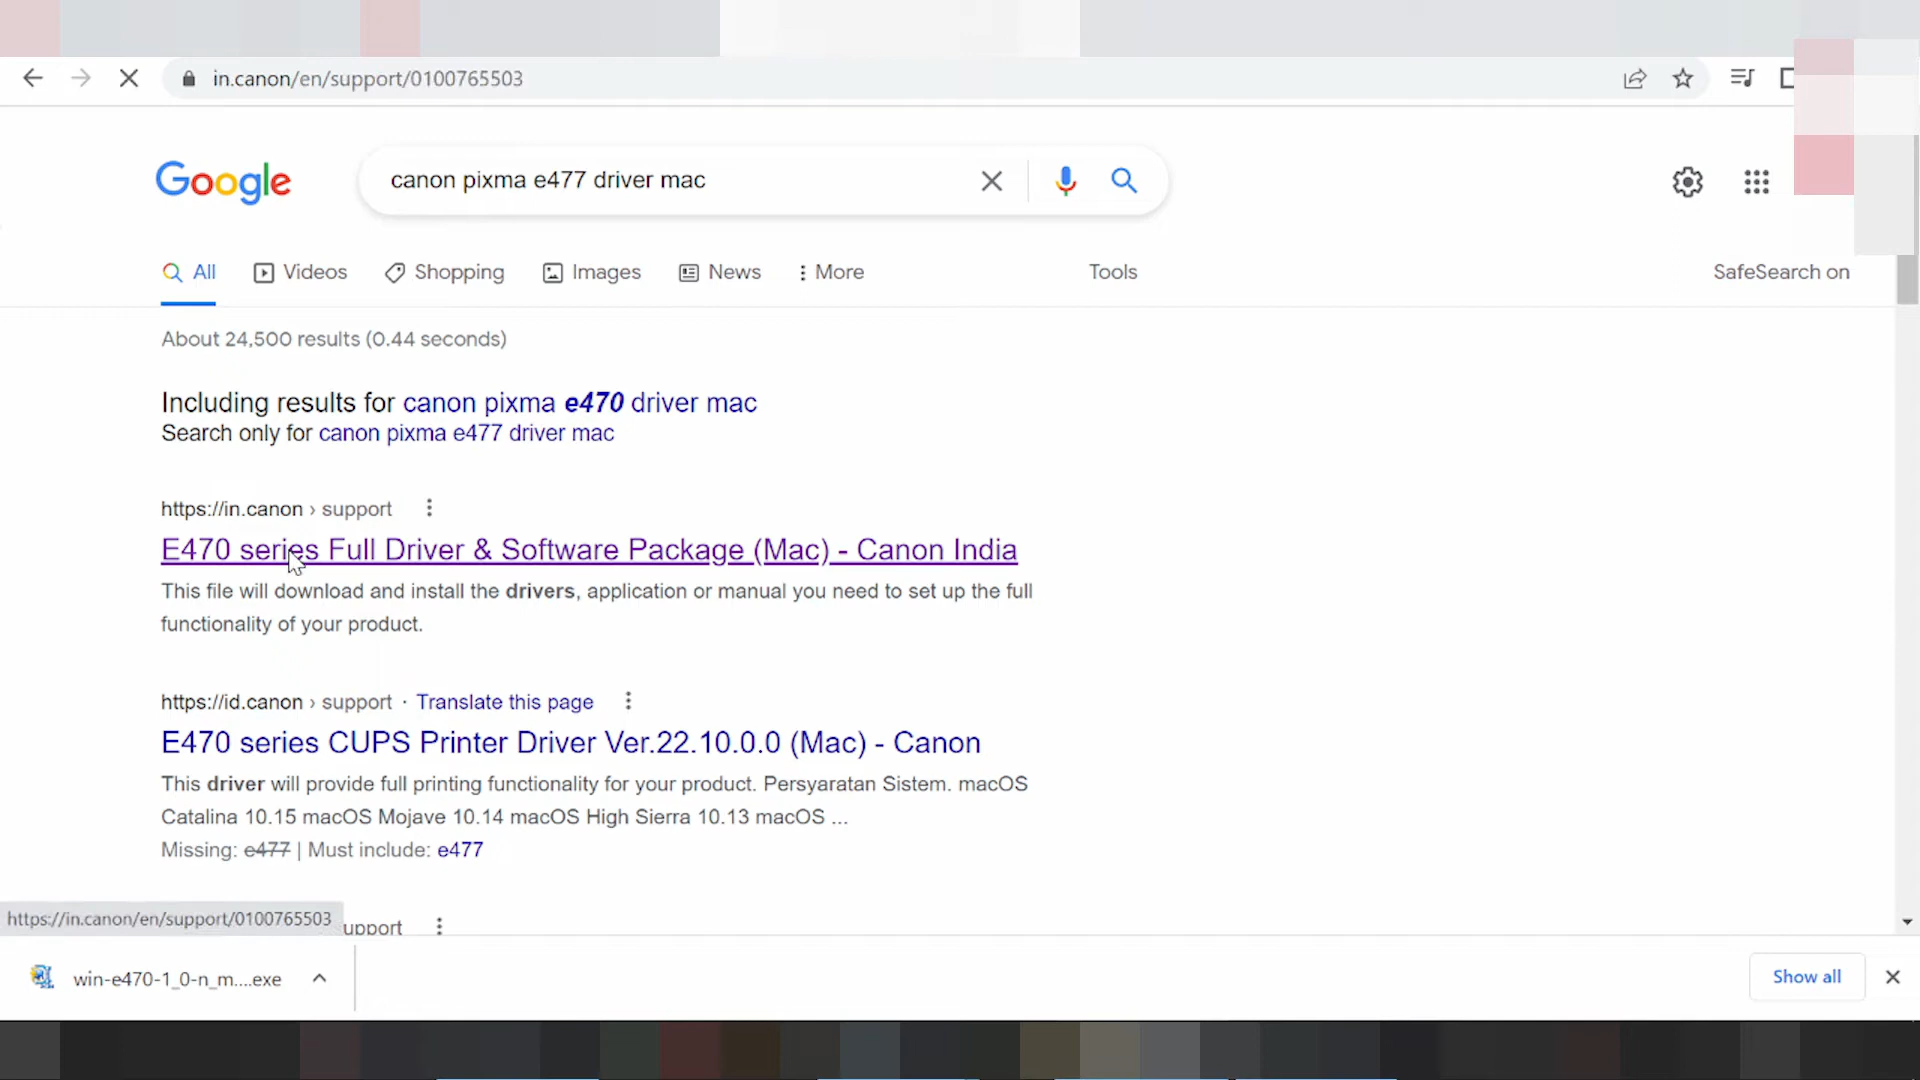 in.canon/en/support/0100765503
Google
canon pixma e477 driver mac
All
Videos
Shopping
Images
News
More
Tools
SafeSearch on
About 24,500 results (0.44 seconds)
Including results for canon pixma e470 driver mac
Search only for canon pixma e477 driver mac
https://in.canon › support
E470 series Full Driver & Software Package (Mac) - Canon India
This file will download and install the drivers, application or manual you need to set up the full
functionality of your product.
https://id.canon › support · Translate this page
E470 series CUPS Printer Driver Ver.22.10.0.0 (Mac) - Canon
This driver will provide full printing functionality for your product. Persyaratan Sistem. macOS
Catalina 10.15 macOS Mojave 10.14 macOS High Sierra 10.13 macOS ...
Missing: e477 | Must include: e477
https://in.canon/en/support/0100765503
upport
win-e470-1_0-n_m....exe
Show all